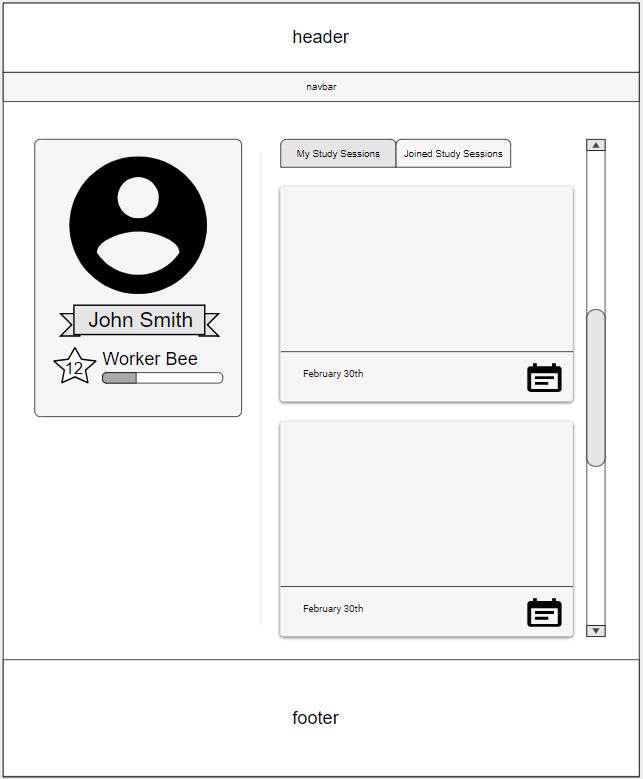 header
navbar
My Study Sessions
Joined Study Sessions
John Smith
12
Worker Bee
February 30th
February 30th
footer